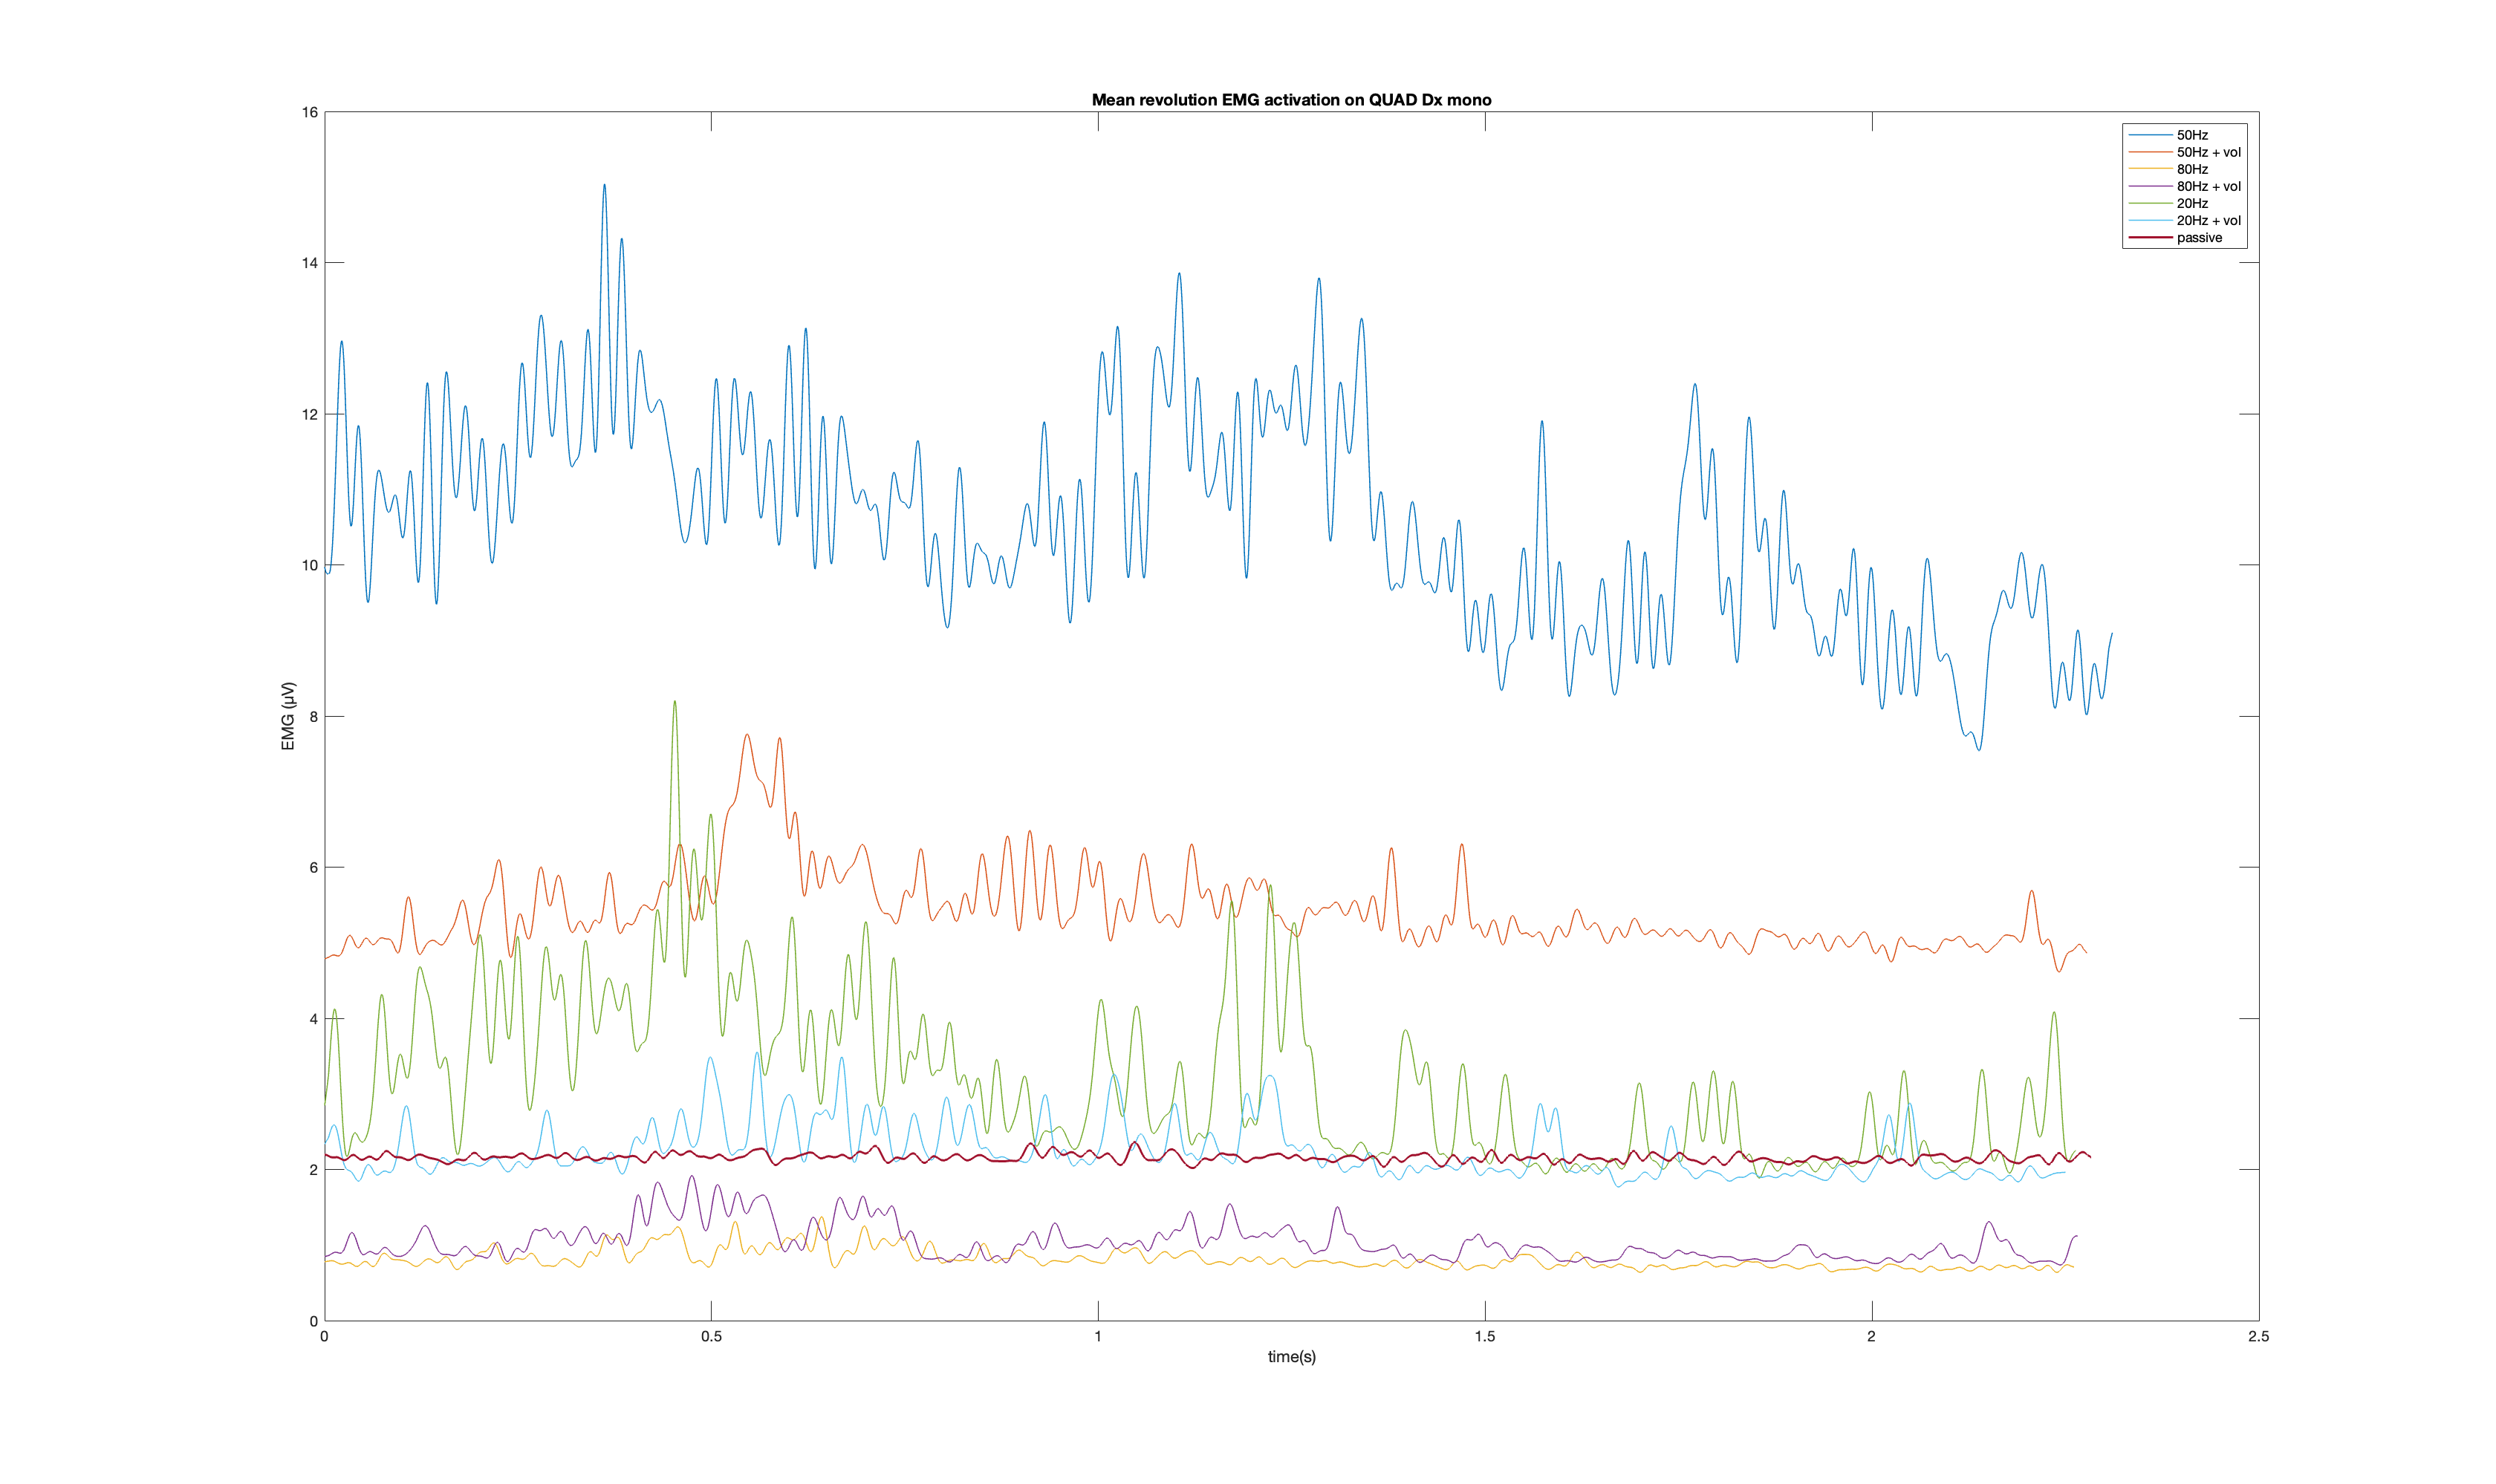 Mean revolution EMG activation on QUAD Dx mono
16
14
12
10
8
6
4
2
0
EMG (µV)
50Hz
50Hz + vol
80Hz
80Hz + vol
20Hz
20Hz + vol
passive
0 0.5 1 1.5 2 2.5
time(s)